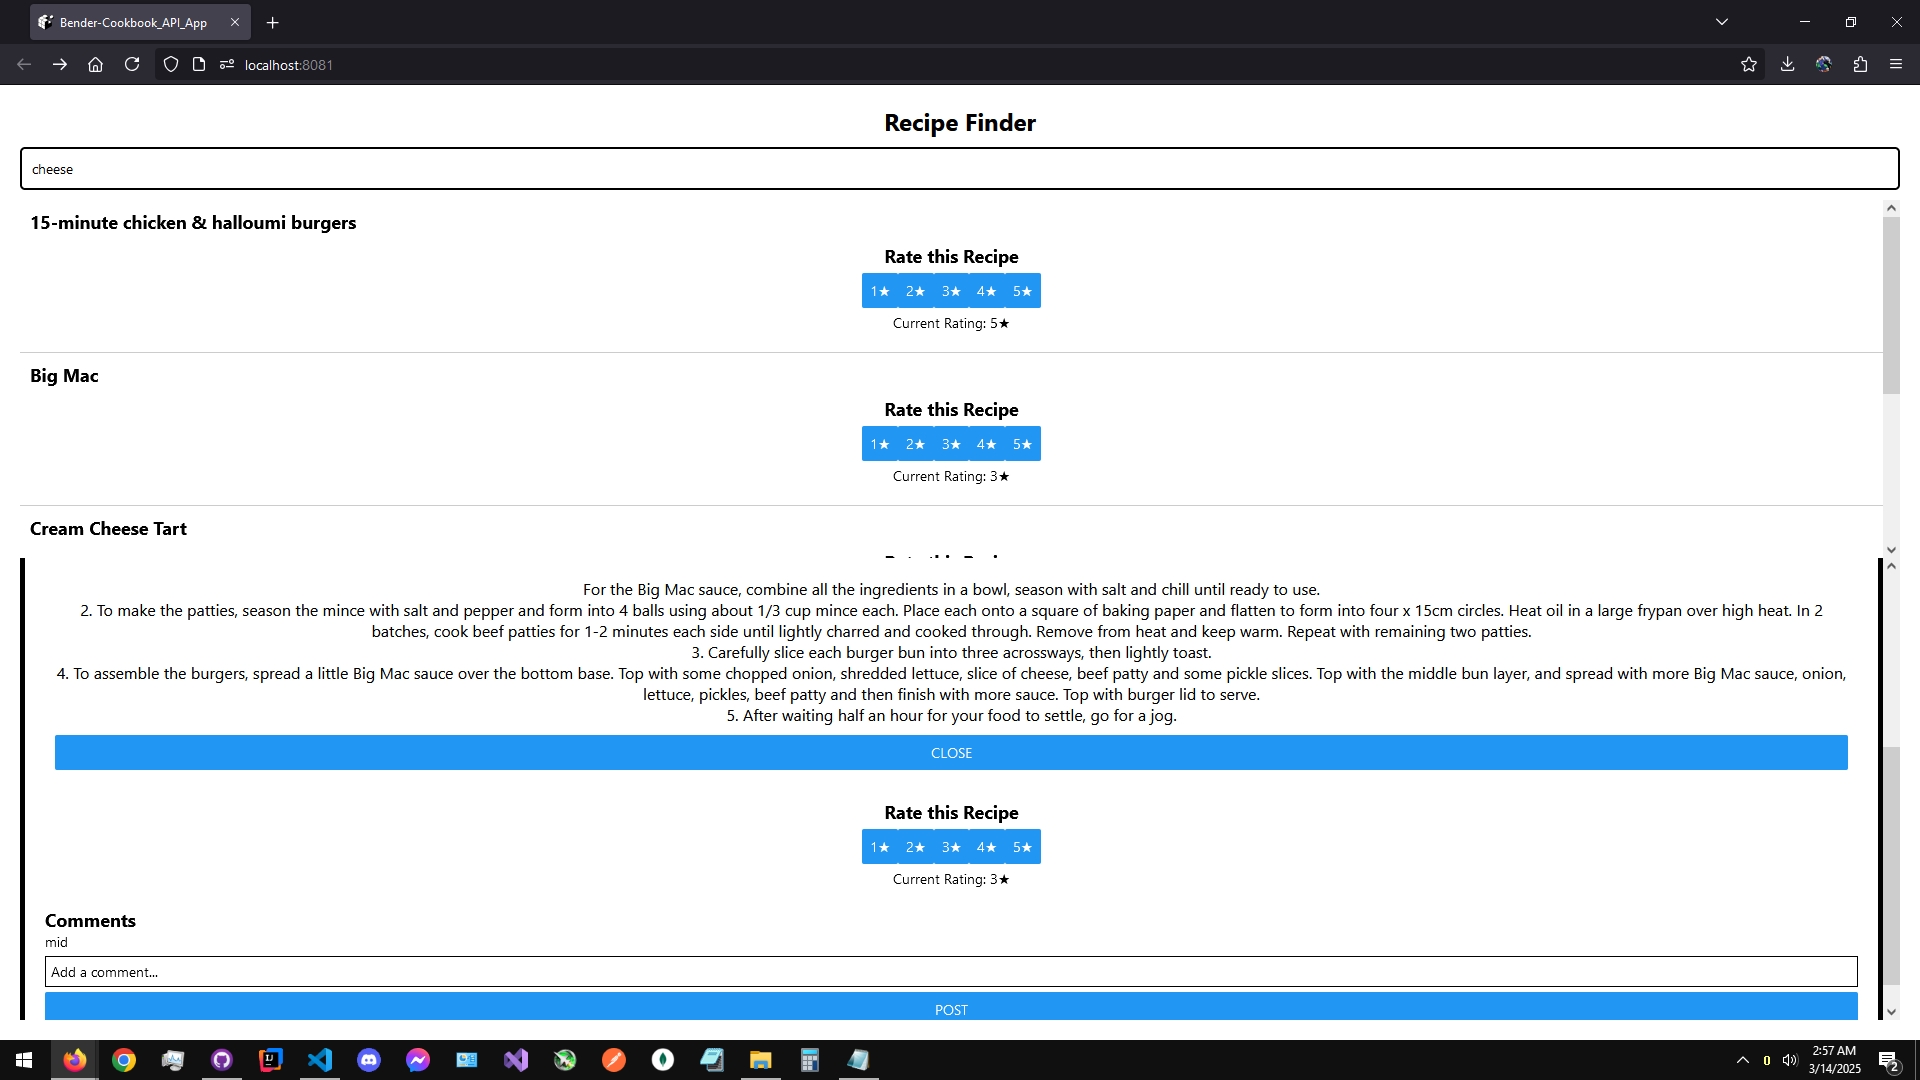 Bender-Cookbook_API_App
localhost:8081
Recipe Finder
cheese
15-minute chicken & halloumi burgers
Rate this Recipe
1★ 2★ 3★ 4★ 5★
Current Rating: 5★
Big Mac
Rate this Recipe
1★ 2★ 3★ 4★ 5★
Current Rating: 3★
Cream Cheese Tart
Rate this Recipe
For the Big Mac sauce, combine all the ingredients in a bowl, season with salt and chill until ready to use.
2. To make the patties, season the mince with salt and pepper and form into 4 balls using about 1/3 cup mince each. Place each onto a square of baking paper and flatten to form into four x 15cm circles. Heat oil in a large frypan over high heat. In 2
batches, cook beef patties for 1-2 minutes each side until lightly charred and cooked through. Remove from heat and keep warm. Repeat with remaining two patties.
3. Carefully slice each burger bun into three acrossways, then lightly toast.
4. To assemble the burgers, spread a little Big Mac sauce over the bottom base. Top with some chopped onion, shredded lettuce, slice of cheese, beef patty and some pickle slices. Top with the middle bun layer, and spread with more Big Mac sauce, onion,
lettuce, pickles, beef patty and then finish with more sauce. Top with burger lid to serve.
5. After waiting half an hour for your food to settle, go for a jog.
CLOSE
Rate this Recipe
1★ 2★ 3★ 4★ 5★
Current Rating: 3★
Comments
mid
Add a comment...
POST
0
2:57 AM
3/14/2025
2